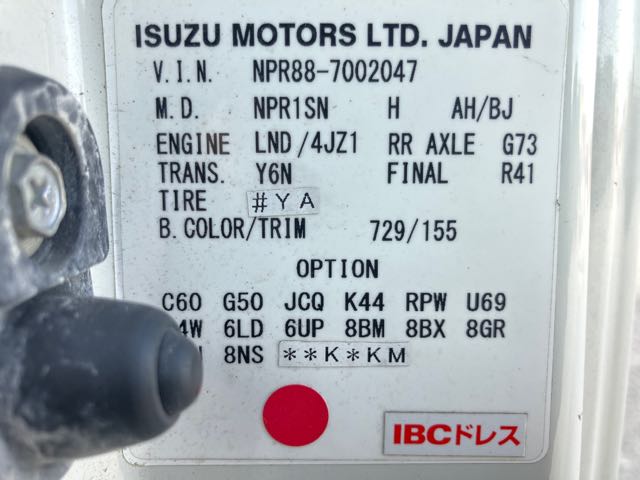 ISUZU MOTORS LTD. JAPAN
V.I.N. NPR88-7002047
M.D. NPR1SN H AH/BJ
ENGINE LND/4JZ1 RR AXLE G73
TRANS. Y6N FINAL R41
TIRE #YA
B.COLOR/TRIM 729/155
OPTION
C60 G50 JCQ K44 RPW U69
6LD 6UP 8BM 8BX 8GR
8NS **K*KM
IBCドレス